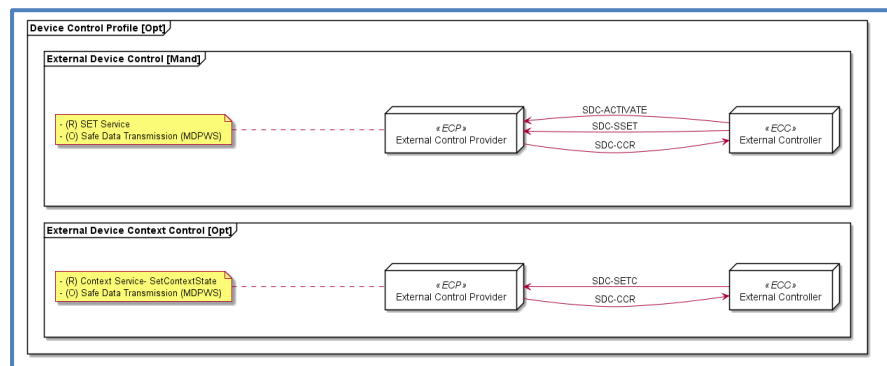 Device Control Profile [Opt]
External Device Control [Mand]
- (R) SET Service
- (O) Safe Data Transmission (MDPWS)
«ECP»
External Control Provider
SDC-ACTIVATE
SDC-SSET
SDC-CCR
«ECC»
External Controller
External Device Context Control [Opt]
- (R) Context Service- SetContextState
- (O) Safe Data Transmission (MDPWS)
«ECP»
External Control Provider
SDC-SETC
SDC-CCR
«ECC»
External Controller